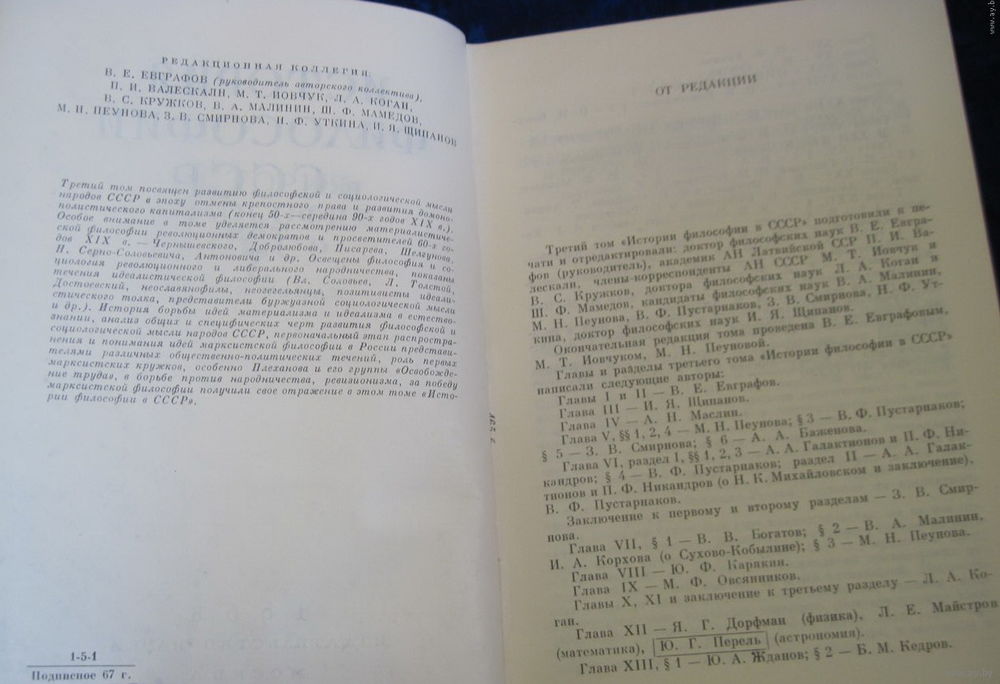 РЕДАКЦИОННАЯ КОЛЛЕГИЯ:
В. Е. ЕВГРАФОВ (руководитель авторского коллектива),
П. И. ВАЛЕСКАЛН, М. Т. ИОВЧУК, Л. А. КОГАН,
В. С. КРУЖКОВ, В. А. МАЛИНИН, Ш. Ф. МАМЕДОВ,
М. Н. ПЕУНОВА, З. В. СМИРНОВА, Н. Ф. УТКИНА, И. Я. ЩИПАНОВ
Третий том посвящен развитию философской и социологической мысли
народов СССР в эпоху отмены крепостного права и развития домоно-
полистического капитализма (конец 50-х—середина 90-х годов XIX в.).
Особое внимание в томе уделяется рассмотрению материалистиче-
ской философии революционных демократов и просветителей 60-х го-
дов XIX в. — Чернышевского, Добролюбова, Писарева, Шелгунова,
Н. Серно-Соловьевича, Антоновича и др. Освещены философия и со-
циология революционного и либерального народничества, показаны
течения идеалистической философии (Вл. Соловьев, Л. Толстой,
Достоевский, неославянофилы, неогегельянцы, позитивисты идеали-
стического толка, представители буржуазной социологической мысли
и др.). История борьбы идей материализма и идеализма в естество-
знании, анализ общих и специфических черт развития философской и
социологической мысли народов СССР, первоначальный этап распростра-
нения и понимания идей марксистской философии в России представи-
телями различных общественно-политических течений, роль первых
марксистских кружков, особенно Плеханова и его группы «Освобожде-
ние труда», в борьбе против народничества, ревизионизма, за победу
марксистской философии получили свое отражение в этом томе «Исто-
рии философии в СССР».
1-5-1
Подписное 67 г.
ОТ РЕДАКЦИИ
Третий том «Истории философии в СССР» подготовили к пе-
чати и отредактировали: доктор философских наук В. Е. Евгра-
фов (руководитель), академик АН Латвийской ССР П. И. Ва-
лескалн, члены-корреспонденты АН СССР М. Т. Иовчук и
В. С. Кружков, доктора философских наук Л. А. Коган и
Ш. Ф. Мамедов, кандидаты философских наук В. А. Малинин,
М. Н. Пеунова, В. Ф. Пустарнаков, З. В. Смирнова, Н. Ф. Ут-
кина, доктор философских наук И. Я. Щипанов.
Окончательная редакция тома проведена В. Е. Евграфовым,
М. Т. Иовчуком, М. Н. Пеуновой.
Главы и разделы третьего тома «Истории философии в СССР»
написали следующие авторы:
Главы I и II — В. Е. Евграфов.
Глава III — И. Я. Щипанов.
Глава IV — А. Н. Маслин.
Глава V, §§ 1, 2, 4 — М. Н. Пеунова; § 3 — В. Ф. Пустарнаков;
§ 5 — З. В. Смирнова; § 6 — А. А. Баженова.
Глава VI, раздел I, §§ 1, 2, 3 — А. А. Галактионов и П. Ф. Ни-
кандров; § 4 — В. Ф. Пустарнаков; раздел II — А. А. Галак-
тионов и П. Ф. Никандров (о Н. К. Михайловском и заключение),
В. Ф. Пустарнаков.
Заключение к первому и второму разделам — З. В. Смир-
нова.
Глава VII, § 1 — В. В. Богатов; § 2 — В. А. Малинин,
И. А. Корхова (о Сухово-Кобылине); § 3 — М. Н. Пеунова.
Глава VIII — Ю. Ф. Карякин.
Глава IX — М. Ф. Овсянников.
Главы X, XI и заключение к третьему разделу — Л. А. Ко-
ган.
Глава XII — Я. Г. Дорфман (физика), Л. Е. Майстров
(математика), Ю. Г. Перель (астрономия).
Глава XIII, § 1 — Ю. А. Жданов; § 2 — Б. М. Кедров.
www.ay.by
www.ay.by